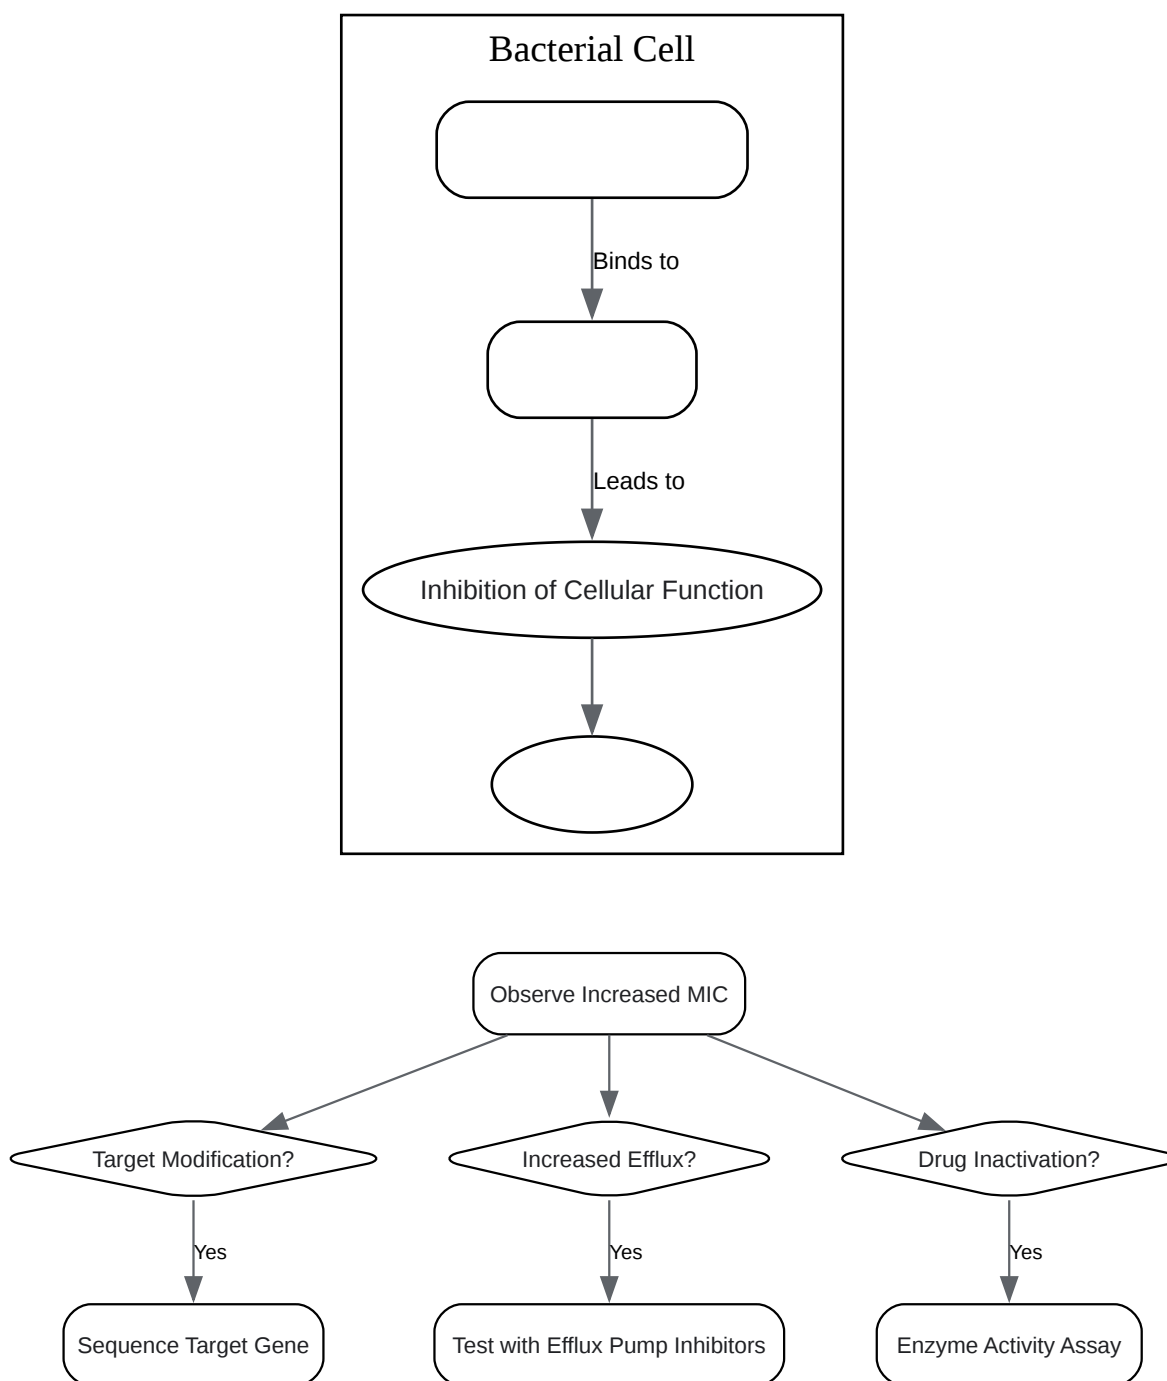 Bacterial Cell
Binds to
Leads to
Inhibition of Cellular Function
Observe Increased MIC
Target Modification?
Increased Efflux?
Drug Inactivation?
Yes
Yes
Yes
Sequence Target Gene
Test with Efflux Pump Inhibitors
Enzyme Activity Assay